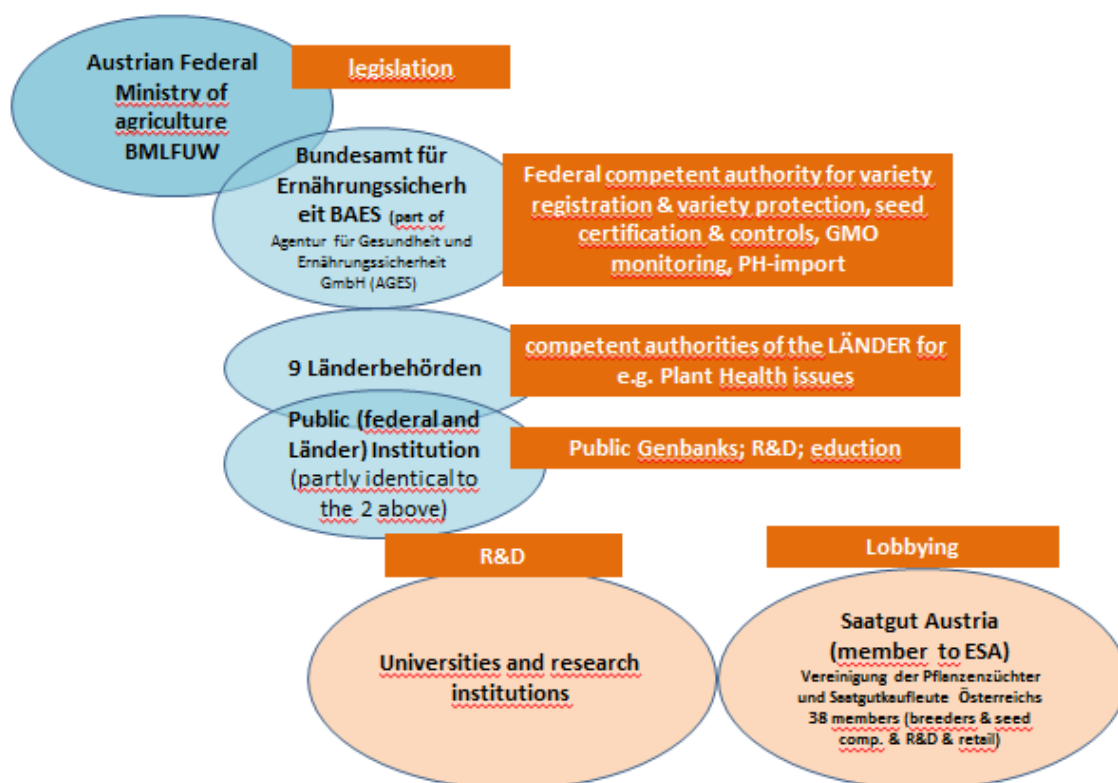 Austrian Federal
Ministry of
agriculture
BMLFUW
legislation
Bundesamt für
Ernährungssicherh
eit BAES (part of
Agentur für Gesundheit und
Ernährungssicherheit
GmbH (AGES)
Federal competent authority for variety
registration & variety protection, seed
certification & controls, GMO
monitoring, PH-import
9 Länderbehörden
competent authorities of the LÄNDER for
e.g. Plant Health issues
Public (federal and
Länder) Institution
(partly identical to
the 2 above)
Public Genbanks; R&D; eduction
R&D
Universities and research
institutions
Lobbying
Saatgut Austria
(member to ESA)
Vereinigung der Pflanzenzüchter
und Saatgutkaufleute Österreichs
38 members (breeders & seed
comp. & R&D & retail)